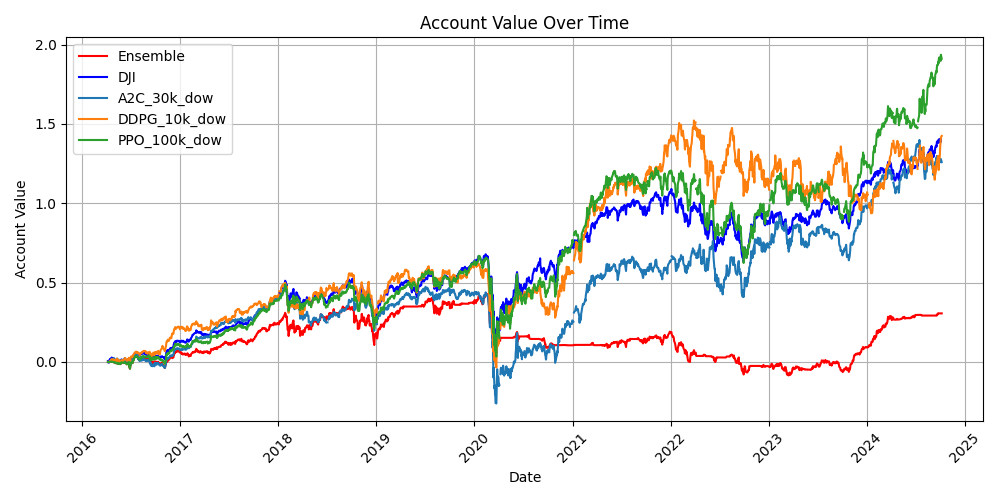 Account Value Over Time
Ensemble
DJI
A2C_30k_dow
DDPG_10k_dow
PPO_100k_dow
Account Value
2.0
1.5
1.0
0.5
0.0
2016
2017
2018
2019
2020
2021
2022
2023
2024
2025
Date